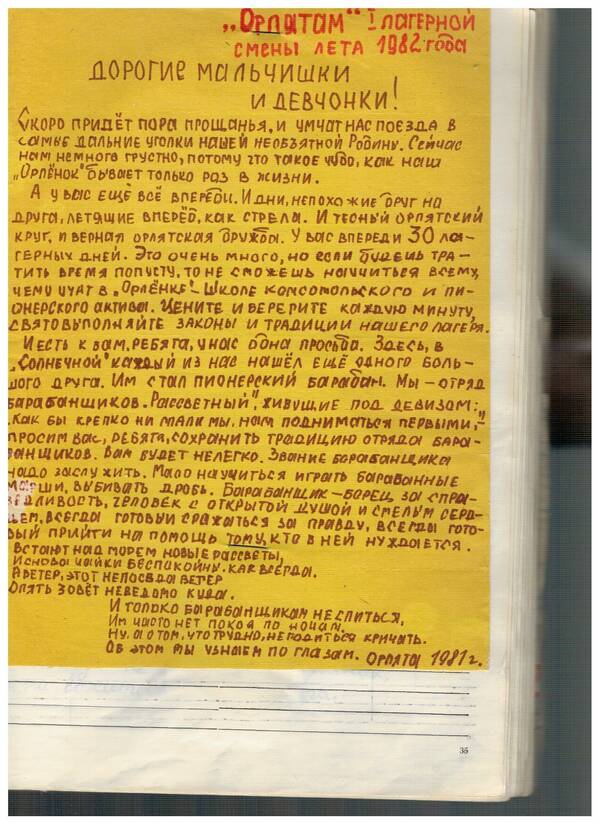 „Орлятам" I лагерной
смены лета 1982 года
Дорогие мальчишки
и девчонки!
Скоро придёт пора прощанья, и умчат нас поезда в
самые дальние уголки нашей необъятной Родины. Сейчас
нам немного грустно, потому что такое чудо, как наш
„Орлёнок" бывает только раз в жизни.
А у вас ещё всё впереди. И дни, непохожие друг на
друга, летящие вперёд, как стрела. И тесный орлятский
круг, и верная орлятская дружба. У вас впереди 30 ла-
герных дней. Это очень много, но если будешь тра-
тить время попусту, то не сможешь научиться всему,
чему учат в „Орлёнке"- школе комсомольского и пи-
онерского актива. Цените и берегите каждую минуту,
свято выполняйте законы и традиции нашего лагеря.
И есть к вам, ребята, у нас одна просьба. Здесь, в
„Солнечной" каждый из нас нашёл ещё одного боль-
шого друга. Им стал пионерский барабан. Мы – отряд
барабанщиков „Рассветный", живущие под девизом: „
Как бы крепко ни спали мы, нам подниматься первыми", –
просим вас, ребята, сохранить традицию отряда бара-
банщиков. Вам будет нелегко. Звание барабанщика
надо заслужить. Мало научиться играть барабанные
марши, выбивать дробь. Барабанщик – борец за спра-
ведливость, человек с открытой душой и смелым серд-
цем, всегда готовый сражаться за правду, всегда гото-
вый прийти на помощь тому, кто в ней нуждается.
Встают над морем новые рассветы,
И снова чайки беспокойны, как всегда.
А ветер, этот непоседа ветер
Опять зовёт неведомо куда.
И только барабанщикам не спиться,
Им часто нет покоя по ночам.
Ну, а о том, что трудно, не годиться кричать.
Об этом мы узнаем по глазам. Орлята 1981 г.
35